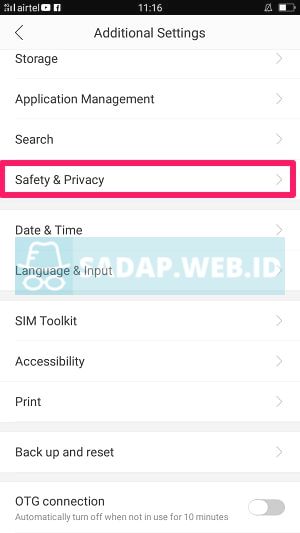 airtel
11:16
Additional Settings
Storage
Application Management
Search
Safety & Privacy
Date & Time
SADAP.WEB.ID
Language & Input
SIM Toolkit
Accessibility
Print
Back up and reset
OTG connection
Automatically turn off when not in use for 10 minutes